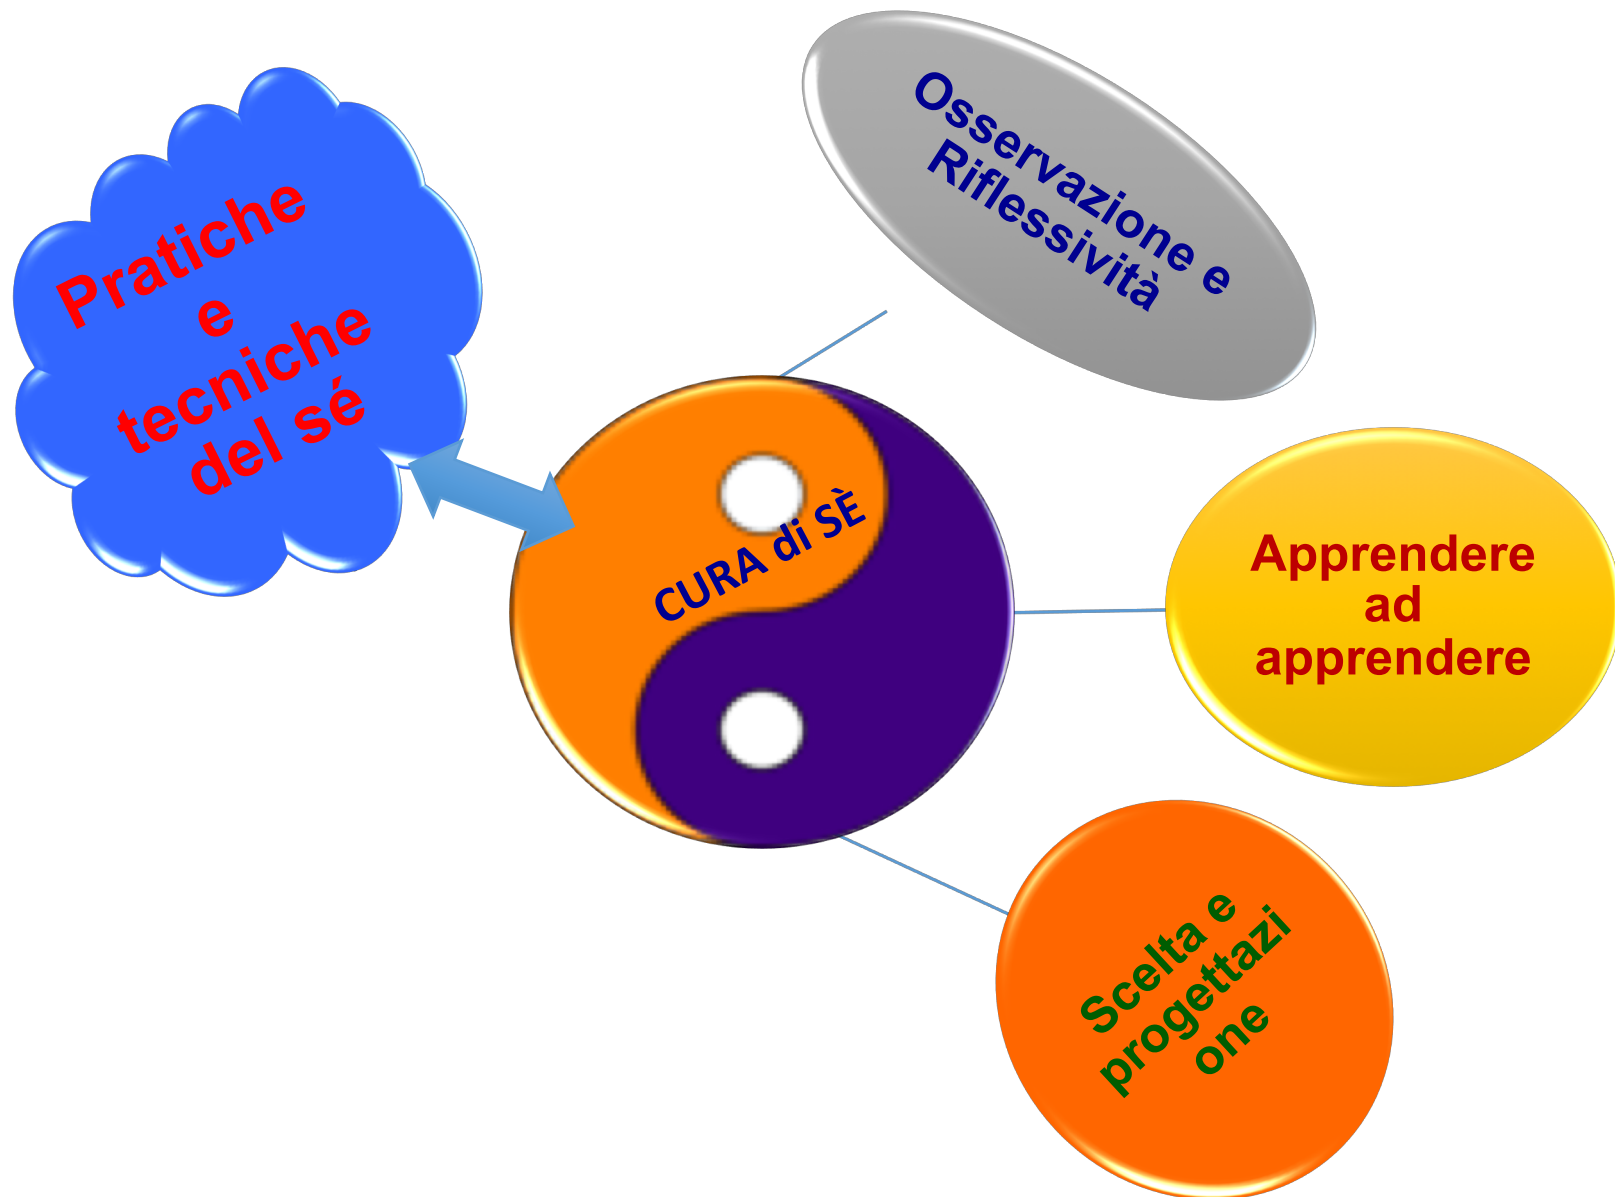 Pratiche
e
tecniche
del sé
Osservazione e
Riflessività
CURA di SÈ
Apprendere
ad
apprendere
Scelta e
progettazi
one